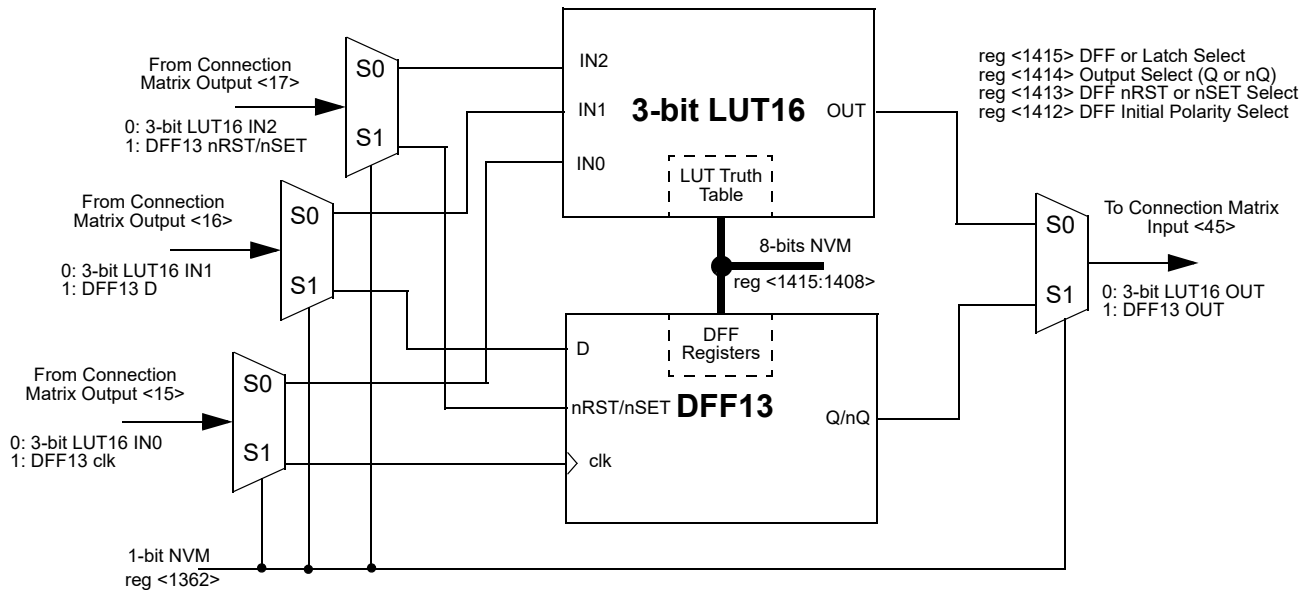 From Connection
Matrix Output <17>
0: 3-bit LUT16 IN2
1: DFF13 nRST/nSET
S0
S1
From Connection
Matrix Output <16>
0: 3-bit LUT16 IN1
1: DFF13 D
S0
S1
From Connection
Matrix Output <15>
0: 3-bit LUT16 IN0
1: DFF13 clk
S0
S1
1-bit NVM
reg <1362>
IN2
IN1
IN0
3-bit LUT16
OUT
LUT Truth
Table
8-bits NVM
reg <1415:1408>
DFF
Registers
D
nRST/nSET
DFF13
clk
Q/nQ
reg <1415> DFF or Latch Select
reg <1414> Output Select (Q or nQ)
reg <1413> DFF nRST or nSET Select
reg <1412> DFF Initial Polarity Select
S0
S1
To Connection Matrix
Input <45>
0: 3-bit LUT16 OUT
1: DFF13 OUT